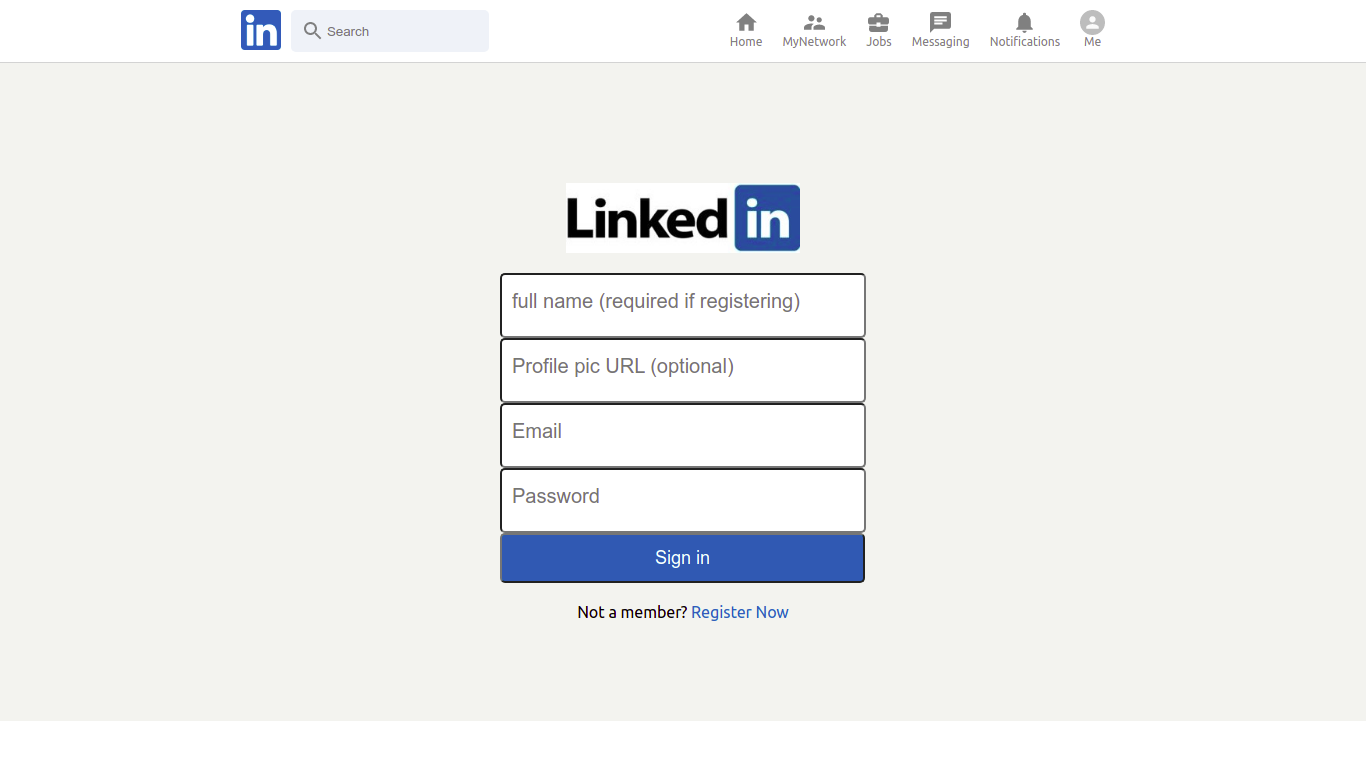 in
Search
Home
MyNetwork
Jobs
Messaging
Notifications
Me
Linked in
full name (required if registering)
Profile pic URL (optional)
Email
Password
Sign in
Not a member? Register Now